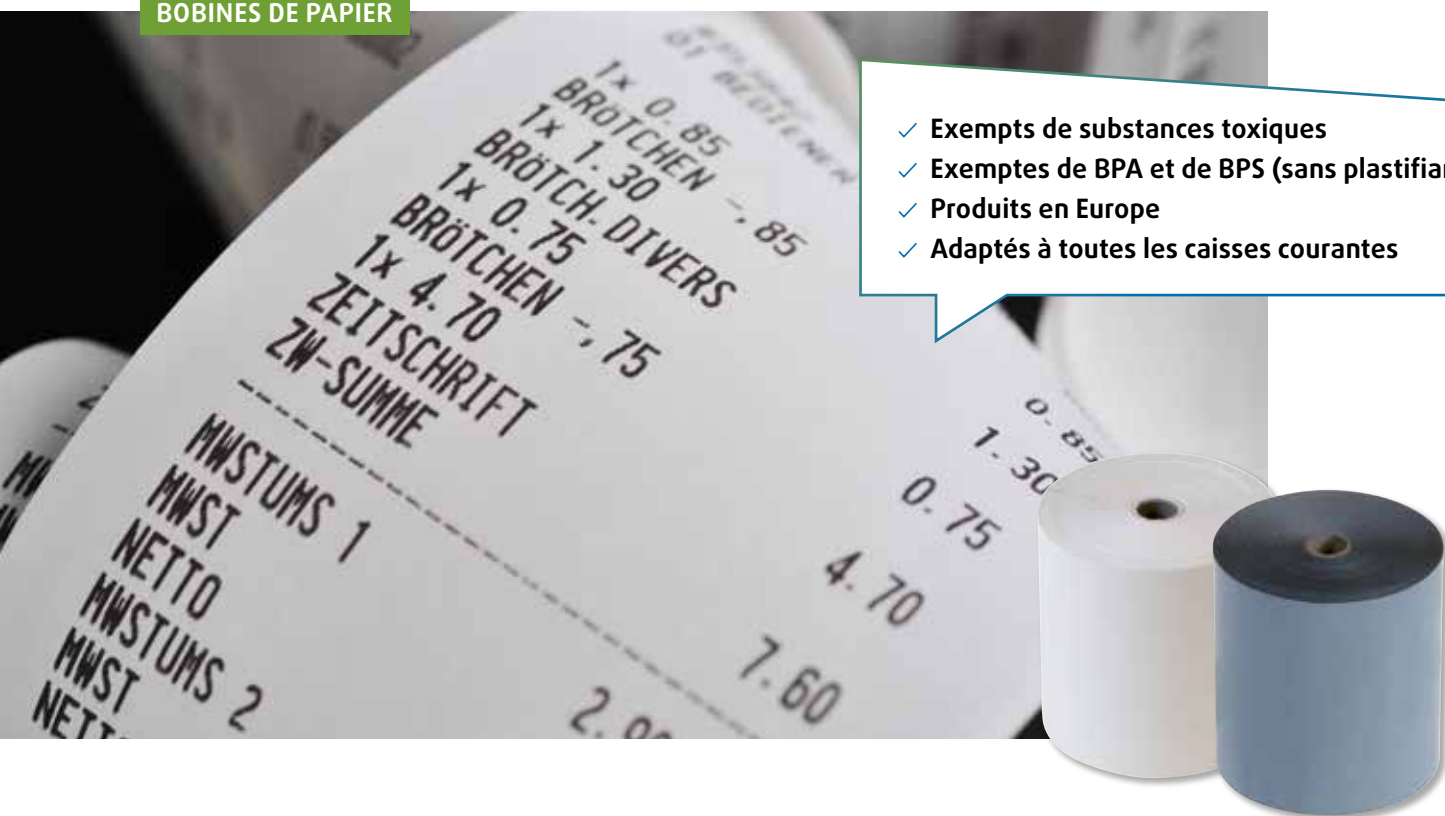 BOBINES DE PAPIER
01 BEDIENER
1x 0.85
BRÖTCHEN -,85 0.85
1x 1.30
BRÖTCH.DIVERS 1.30
1x 0.75
BRÖTCHEN -,75 0.75
1x 4.70
ZEITSCHRIFT 4.70
ZW-SUMME 7.60
MWSTUMS 1
MWST
NETTO
MWSTUMS 2
MWST
Exempts de substances toxiques
Exemptes de BPA et de BPS (sans
Produits en Europe
Adaptés à toutes les caisses courantes